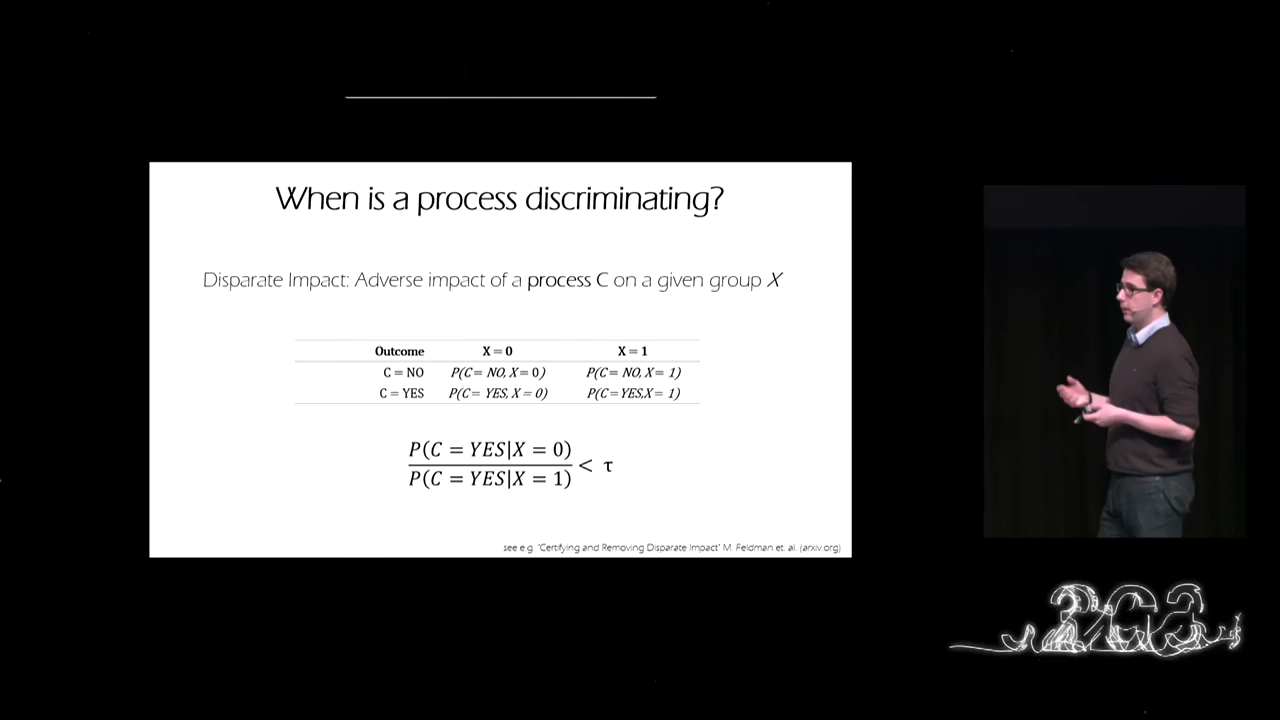 When is a process discriminating?
Disparate Impact: Adverse impact of a process C on a given group X
Outcome X = 0 X = 1
C = NO P(C= NO, X= 0) P(C= NO, X= 1)
C = YES P(C= YES, X = 0) P(C=YES,X= 1)
P(C = YES|X = 0)
P(C = YES|X = 1) < τ
see e.g. "Certifying and Removing Disparate Impact" M. Feldman et. al. (arxiv.org)
32C3